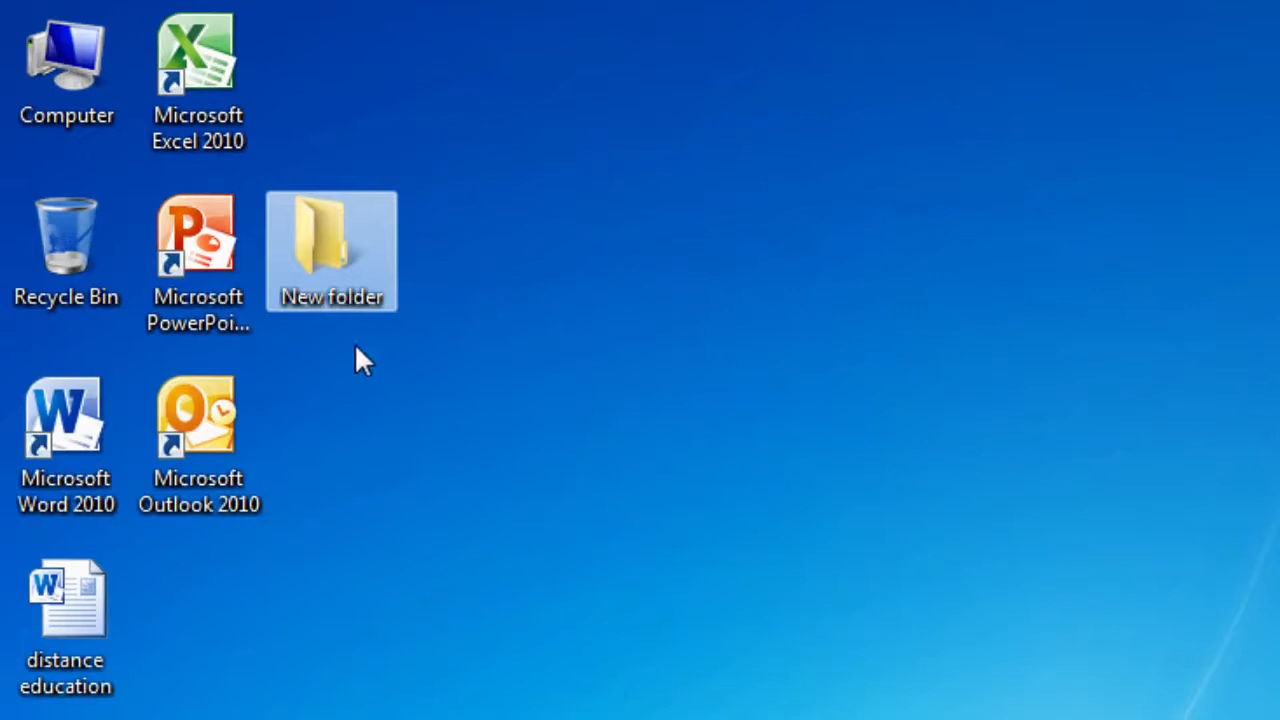 Computer
Microsoft
Excel 2010
Recycle Bin
Microsoft
PowerPoi...
New folder
Microsoft
Word 2010
Microsoft
Outlook 2010
distance
education